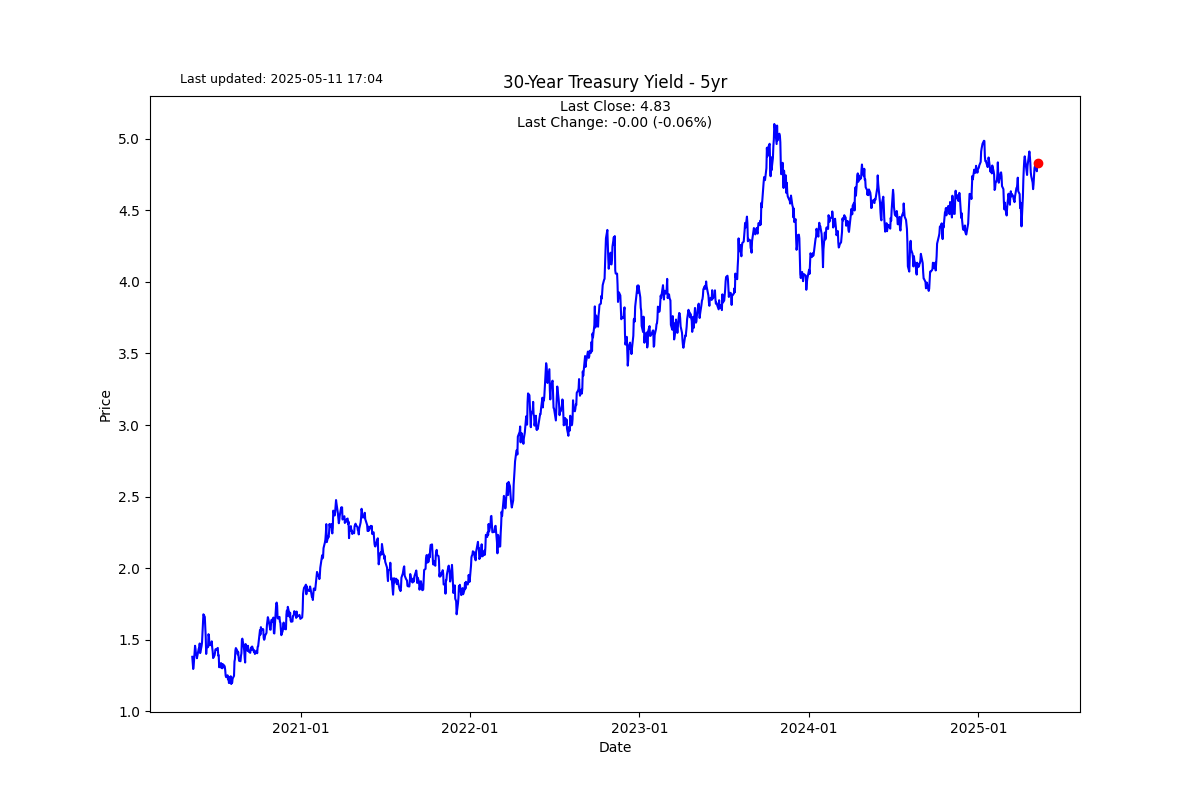 Last updated: 2025-05-11 17:04
30-Year Treasury Yield - 5yr
Last Close: 4.83
Last Change: -0.00 (-0.06%)
Price
5.0
4.5
4.0
3.5
3.0
2.5
2.0
1.5
1.0
2021-01
2022-01
2023-01
2024-01
2025-01
Date